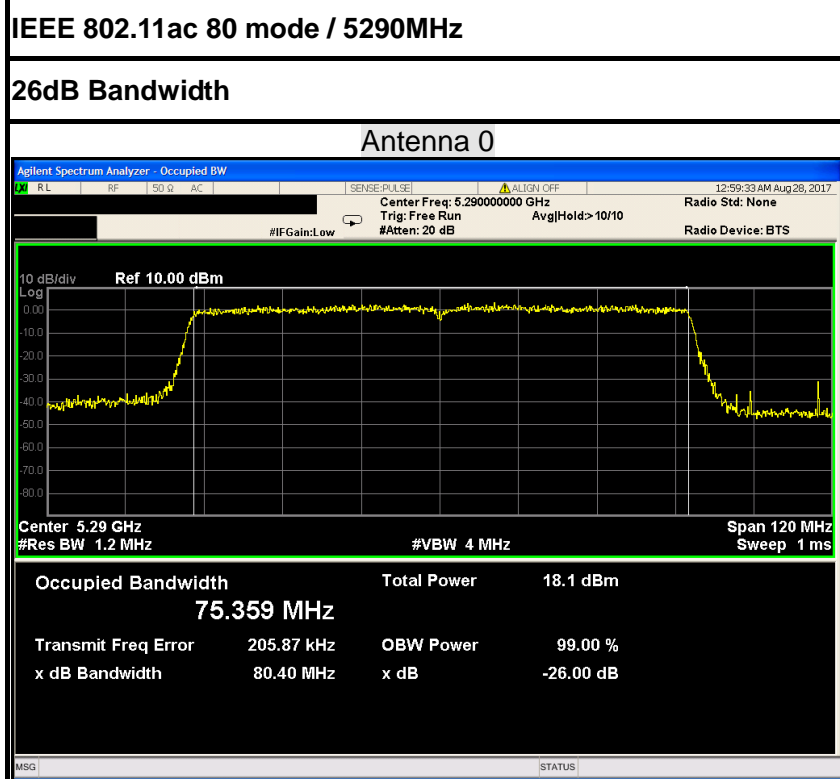 IEEE 802.11ac 80 mode / 5290MHz
26dB Bandwidth
Antenna 0
Agilent Spectrum Analyzer - Occupied BW
LXI RL RF 50 Ω AC SENSE:PULSE ALIGN OFF 12:59:33 AM Aug 28, 2017
Center Freq: 5.290000000 GHz Radio Std: None
Trig: Free Run Avg|Hold:> 10/10
#IFGain:Low #Atten: 20 dB Radio Device: BTS
10 dB/div Ref 10.00 dBm
Log
0.00
-10.0
-20.0
-30.0
-40.0
-50.0
-60.0
-70.0
-80.0
Center 5.29 GHz Span 120 MHz
#Res BW 1.2 MHz #VBW 4 MHz Sweep 1 ms
Occupied Bandwidth Total Power 18.1 dBm
75.359 MHz
Transmit Freq Error 205.87 kHz OBW Power 99.00 %
x dB Bandwidth 80.40 MHz x dB -26.00 dB
MSG STATUS